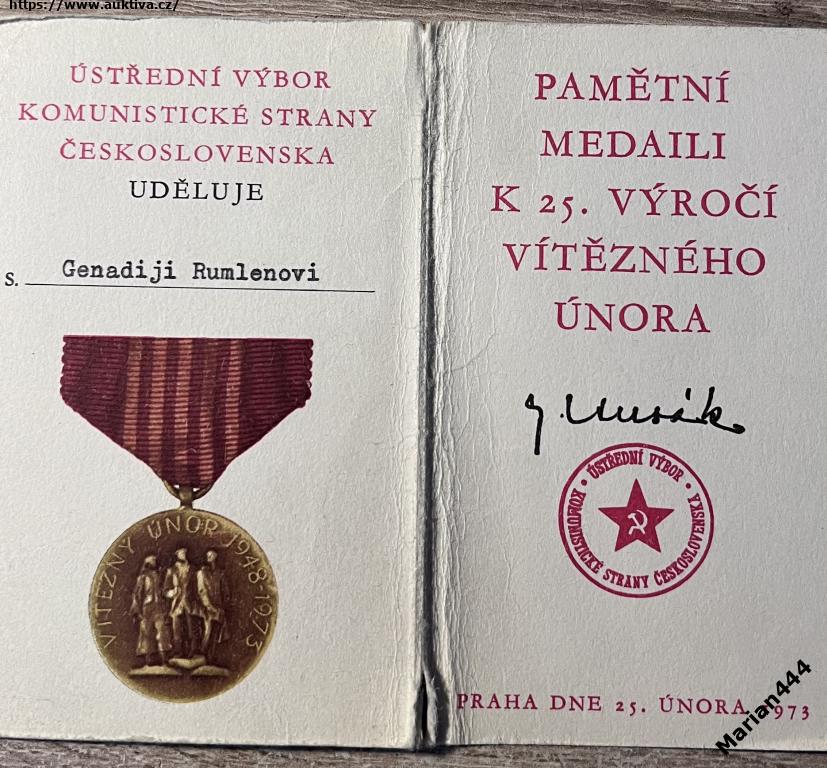 https://www.auktiva.cz/
ÚSTŘEDNÍ VÝBOR
KOMUNISTICKÉ STRANY
ČESKOSLOVENSKA
UDĚLUJE
s. Genadiji Rumlenovi
VÍTĚZNÝ ÚNOR 1948-1973
PAMĚTNÍ
MEDAILI
K 25. VÝROČÍ
VÍTĚZNÉHO
ÚNORA
G. Husák
ÚSTŘEDNÍ VÝBOR • KOMUNISTICKÉ STRANY ČESKOSLOVENSKA •
PRAHA DNE 25. ÚNORA 1973
Marian444